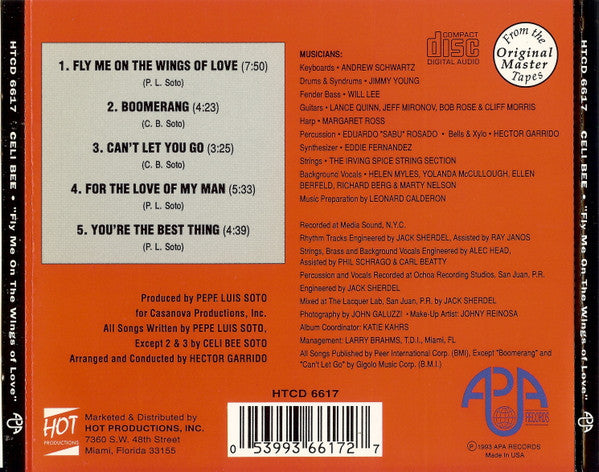 HTCD 6617 CELI BEE • "Fly Me On The Wings of Love" APA
1. FLY ME ON THE WINGS OF LOVE (7:50)
(P. L. Soto)
2. BOOMERANG (4:23)
(C. B. Soto)
3. CAN'T LET YOU GO (3:25)
(C. B. Soto)
4. FOR THE LOVE OF MY MAN (5:33)
(P. L. Soto)
5. YOU'RE THE BEST THING (4:39)
(P. L. Soto)
Produced by PEPE LUIS SOTO
for Casanova Productions, Inc.
All Songs Written by PEPE LUIS SOTO,
Except 2 & 3 by CELI BEE SOTO
Arranged and Conducted by HECTOR GARRIDO
HOT
PRODUCTIONS
Marketed & Distributed by
HOT PRODUCTIONS, INC.
7360 S.W. 48th Street
Miami, Florida 33155
COMPACT
disc
DIGITAL AUDIO
From the
Original
Master
Tapes
MUSICIANS:
Keyboards • ANDREW SCHWARTZ
Drums & Syndrums • JIMMY YOUNG
Fender Bass • WILL LEE
Guitars • LANCE QUINN, JEFF MIRONOV, BOB ROSE & CLIFF MORRIS
Harp • MARGARET ROSS
Percussion • EDUARDO "SABU" ROSADO • Bells & Xylo • HECTOR GARRIDO
Synthesizer • EDDIE FERNANDEZ
Strings • THE IRVING SPICE STRING SECTION
Background Vocals • HELEN MYLES, YOLANDA McCULLOUGH, ELLEN
BERFELD, RICHARD BERG & MARTY NELSON
Music Preparation by LEONARD CALDERON
Recorded at Media Sound, N.Y.C.
Rhythm Tracks Engineered by JACK SHERDEL, Assisted by RAY JANOS
Strings, Brass and Background Vocals Engineered by ALEC HEAD,
Assisted by PHIL SCHRAGO & CARL BEATTY
Percussion and Vocals Recorded at Ochoa Recording Studios, San Juan, P.R.
Engineered by JACK SHERDEL
Mixed at The Lacquer Lab, San Juan, P.R. by JACK SHERDEL
Photography by JOHN GALUZZI • Make-Up Artist: JOHNY REINOSA
Album Coordinator: KATIE KAHRS
Management: LARRY BRAHMS, T.D.I., Miami, FL
All Songs Published by Peer International Corp. (BMI), Except "Boomerang" and
"Can't Let Go" by Gigolo Music Corp. (B.M.I.)
HTCD 6617
0 53993 66172 7
APA
RECORDS
℗ 1993 APA RECORDS
Made in USA
HTCD 6617 CELI BEE • "Fly Me On The Wings of Love" APA